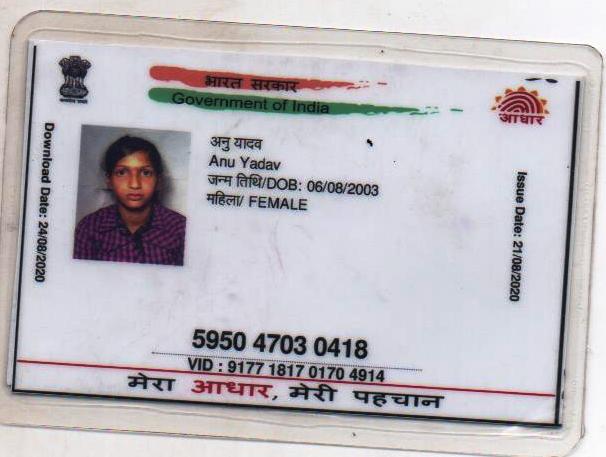 भारत सरकार
Government of India
आधार
अनु यादव
Anu Yadav
जन्म तिथि/DOB: 06/08/2003
महिला/ FEMALE
Download Date: 24/08/2020
Issue Date: 21/08/2020
5950 4703 0418
VID : 9177 1817 0170 4914
मेरा आधार, मेरी पहचान